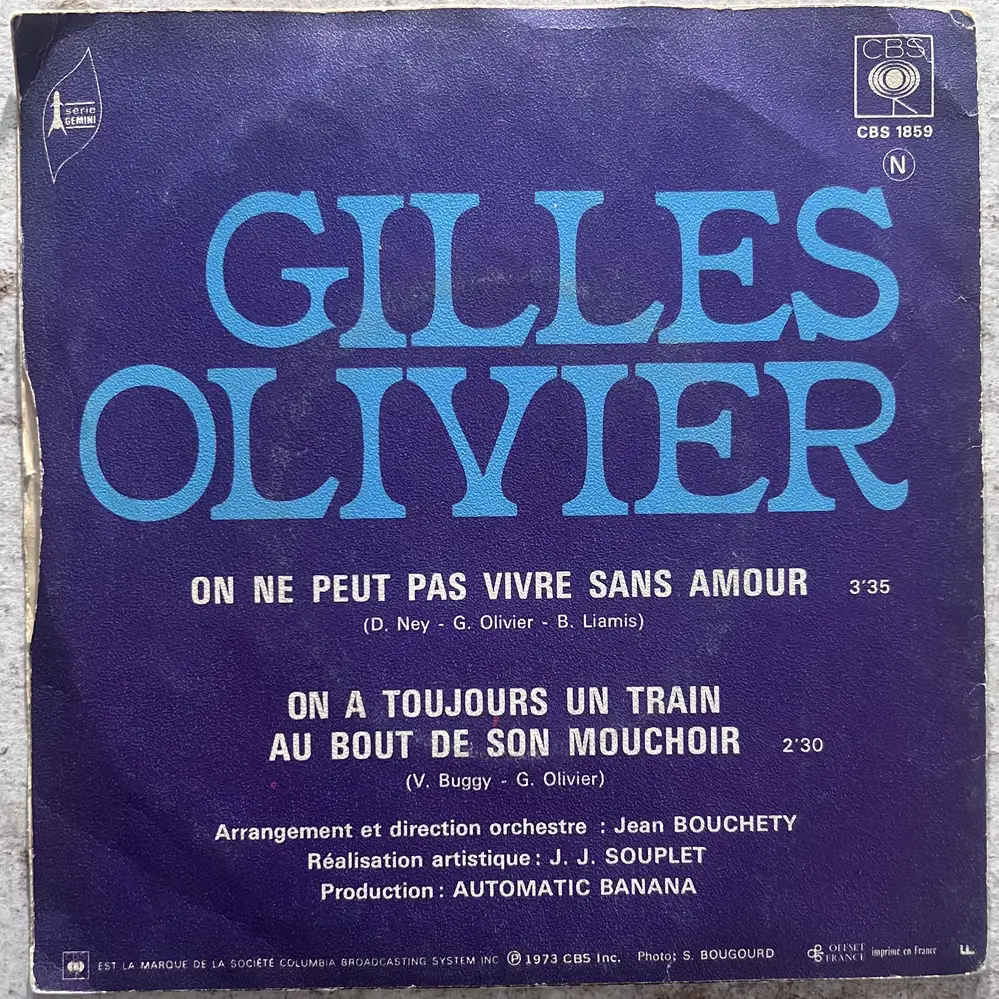 série
GEMINI
CBS
CBS 1859
N
GILLES
OLIVIER
ON NE PEUT PAS VIVRE SANS AMOUR 3'35
(D. Ney - G. Olivier - B. Liamis)
ON A TOUJOURS UN TRAIN
AU BOUT DE SON MOUCHOIR 2'30
(V. Buggy - G. Olivier)
Arrangement et direction orchestre : Jean BOUCHETY
Réalisation artistique : J. J. SOUPLET
Production : AUTOMATIC BANANA
EST LA MARQUE DE LA SOCIÉTÉ COLUMBIA BROADCASTING SYSTEM INC ℗ 1973 CBS Inc. Photo: S. BOUGOURD OFFSET FRANCE imprimé en France